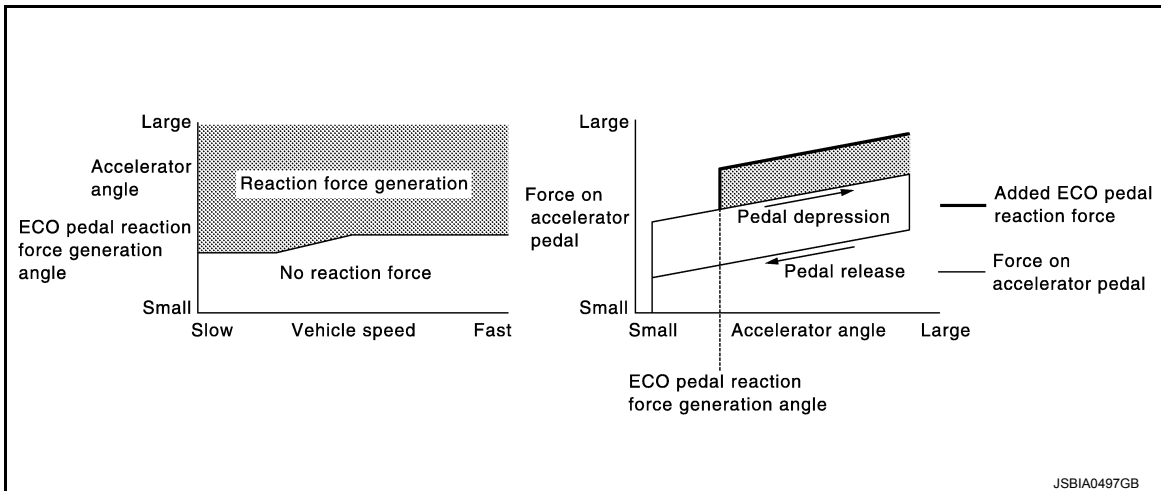 Large
Accelerator
angle
Reaction force generation
ECO pedal reaction
force generation
angle
No reaction force
Small
Slow
Vehicle speed
Fast
Large
Force on
accelerator
pedal
Pedal depression
Pedal release
Small
Small
Accelerator angle
Large
ECO pedal reaction
force generation angle
Added ECO pedal
reaction force
Force on
accelerator pedal
JSBIA0497GB